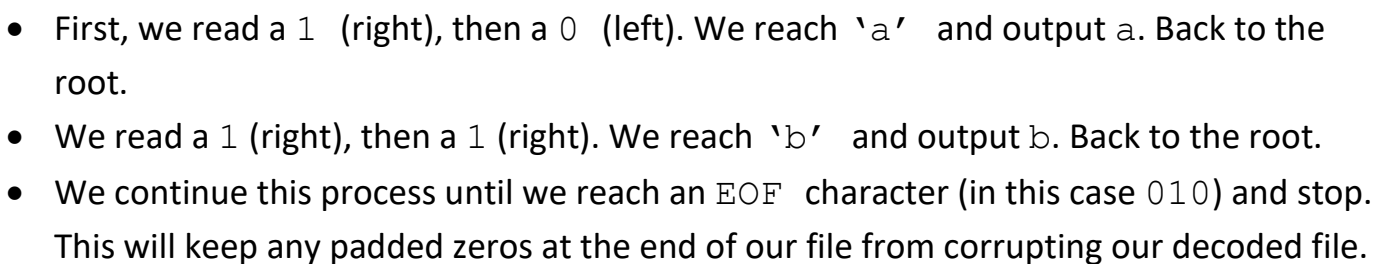 • First, we read a 1 (right), then a 0 (left). We reach ‘a’ and output a. Back to the
root.
• We read a 1 (right), then a 1 (right). We reach ‘b’ and output b. Back to the root.
• We continue this process until we reach an EOF character (in this case 010) and stop.
This will keep any padded zeros at the end of our file from corrupting our decoded file.